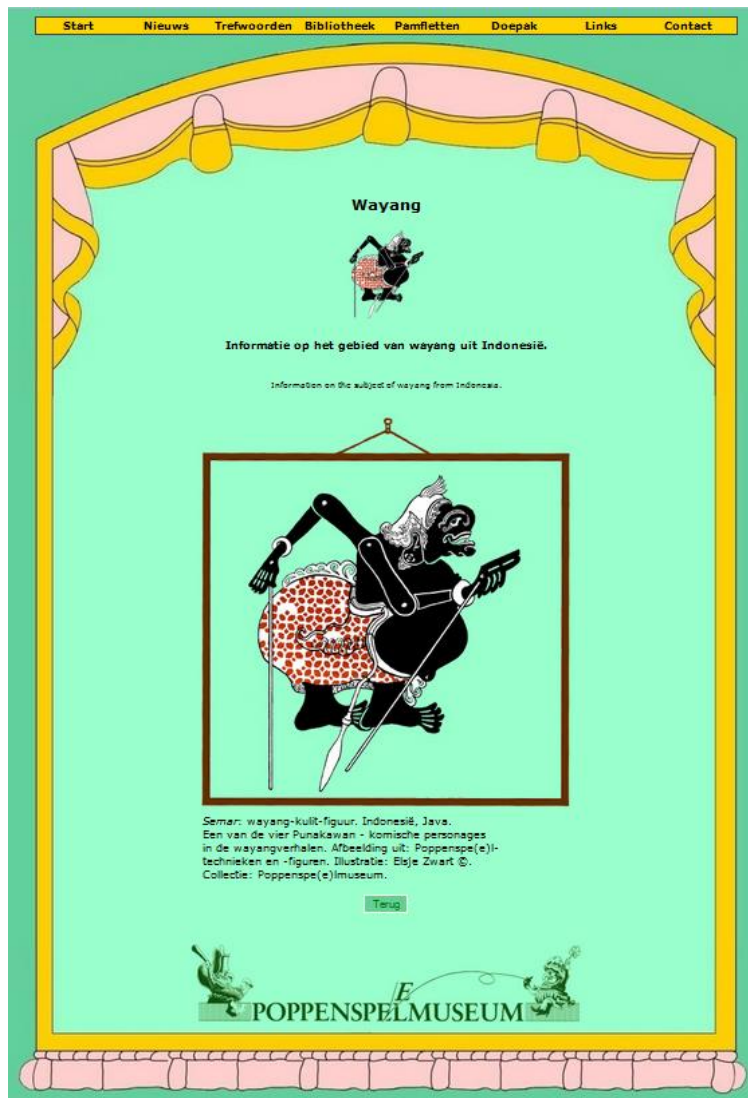 Start Nieuws Trefwoorden Bibliotheek Pamfletten Doepak Links Contact
Wayang
Informatie op het gebied van wayang uit Indonesië.
Information on the subject of wayang from Indonesia.
Semar: wayang-kulit-figuur. Indonesië, Java.
Een van de vier Punakawan - komische personages
in de wayangverhalen. Afbeelding uit: Poppenspe(e)l-
technieken en -figuren. Illustratie: Elsje Zwart ©.
Collectie: Poppenspe(e)lmuseum.
Terug
E
POPPENSPELMUSEUM